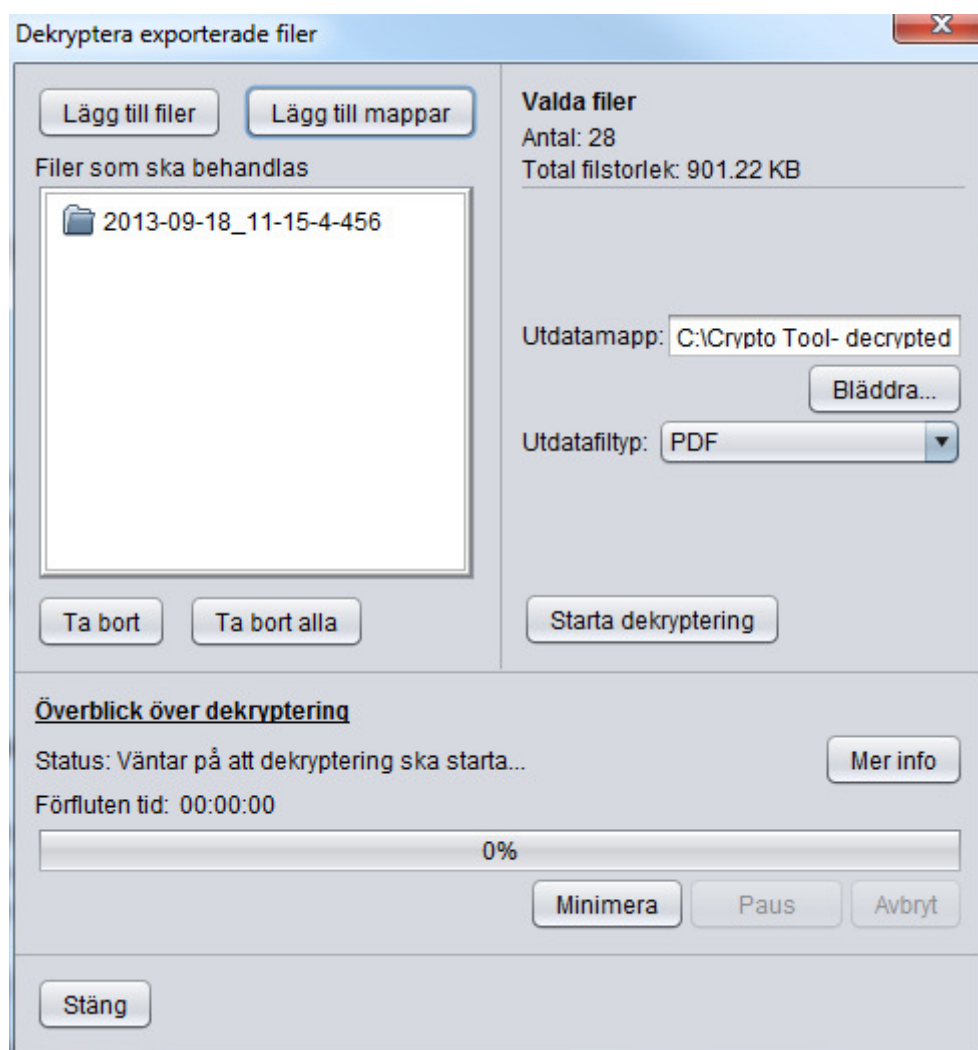 Dekryptera exporterade filer
Lägg till filer
Lägg till mappar
Filer som ska behandlas
2013-09-18_11-15-4-456
Ta bort
Ta bort alla
Valda filer
Antal: 28
Total filstorlek: 901.22 KB
Utdatamapp: C:\Crypto Tool- decrypted
Bläddra...
Utdatafiltyp: PDF
Starta dekryptering
Överblick över dekryptering
Status: Väntar på att dekryptering ska starta...
Mer info
Förfluten tid: 00:00:00
0%
Minimera
Paus
Avbryt
Stäng